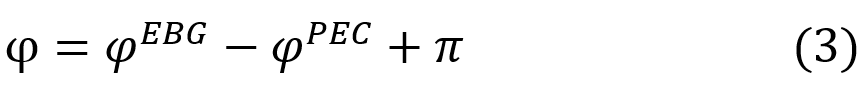 φ = φ^{EBG} − φ^{PEC} + π (3)